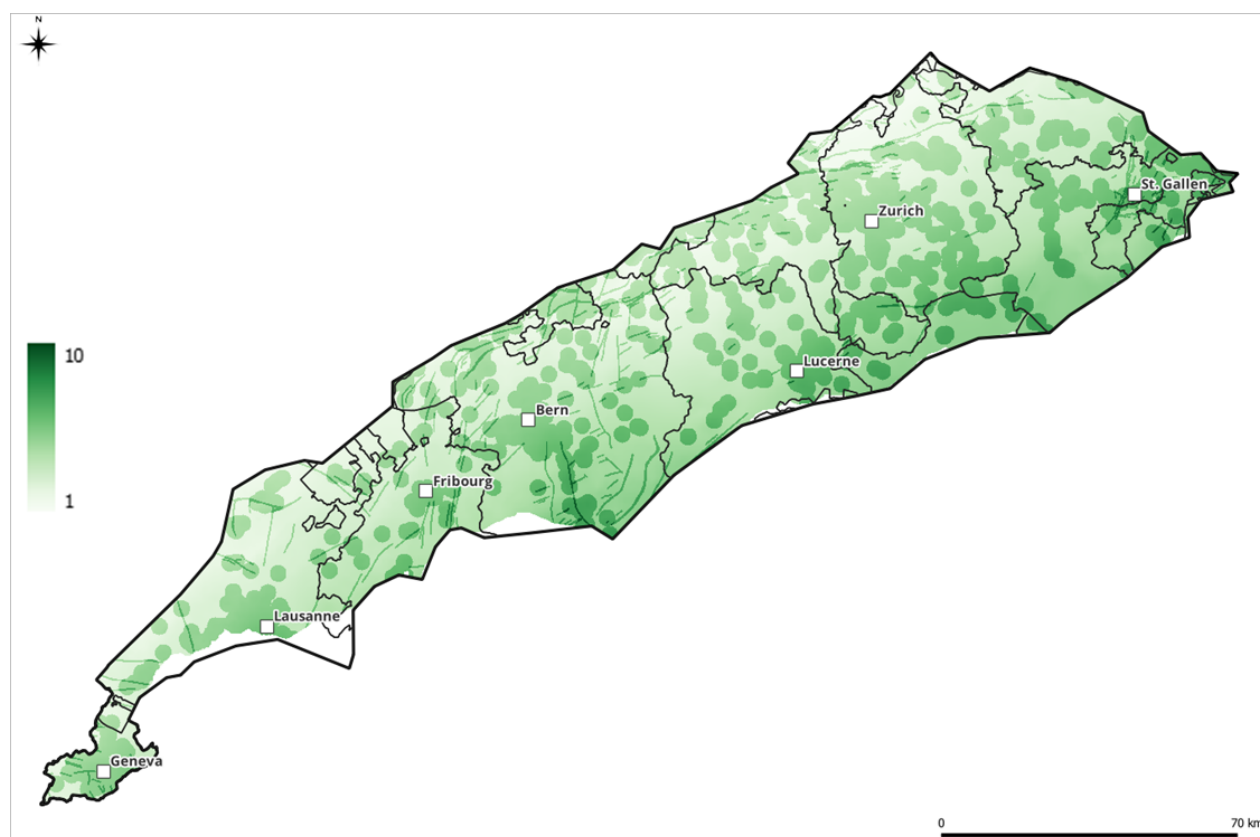 N
St. Gallen
Zurich
10
Lucerne
Bern
Fribourg
1
Lausanne
Geneva
0 70 km